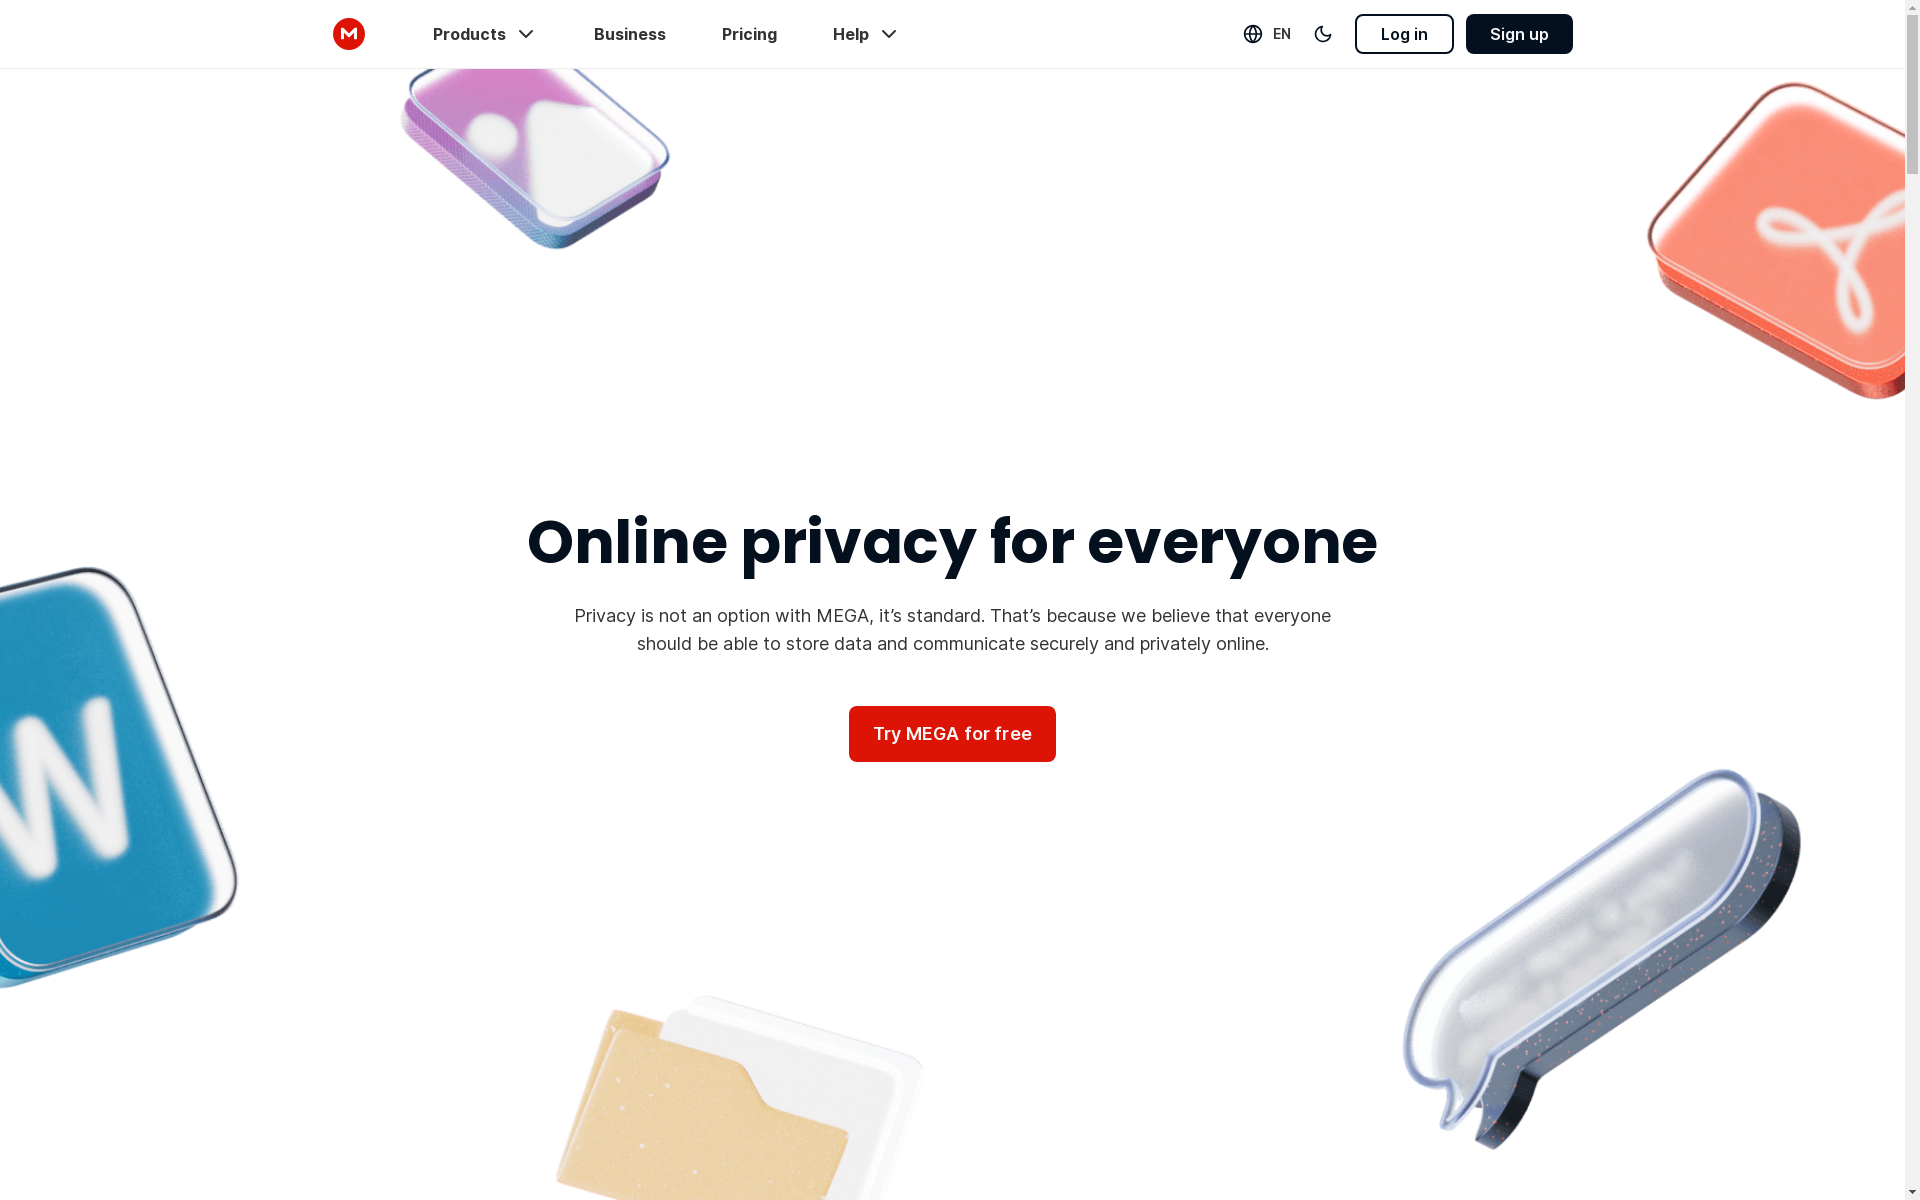 M
Products
Business
Pricing
Help
EN
Log in
Sign up
Online privacy for everyone
Privacy is not an option with MEGA, it’s standard. That’s because we believe that everyone
should be able to store data and communicate securely and privately online.
Try MEGA for free
W